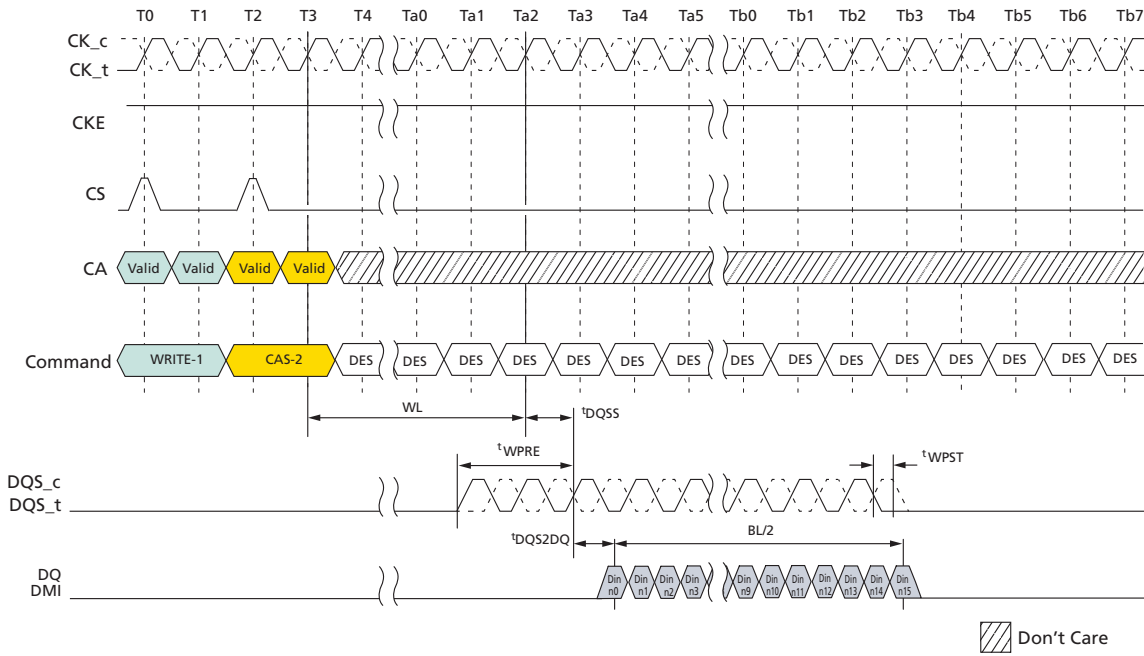 T0 T1 T2 T3 T4 Ta0 Ta1 Ta2 Ta3 Ta4 Ta5 Tb0 Tb1 Tb2 Tb3 Tb4 Tb5 Tb6 Tb7
CK_c
CK_t
CKE
CS
CA Valid Valid Valid Valid
Command WRITE-1 CAS-2 DES DES DES DES DES DES DES DES DES DES DES DES DES DES DES
WL tDQSS
tWPRE tWPST
DQS_c
DQS_t
tDQS2DQ BL/2
DQ
DMI
Din n0 Din n1 Din n2 Din n3 Din n9 Din n10 Din n11 Din n12 Din n13 Din n14 Din n15
Don't Care